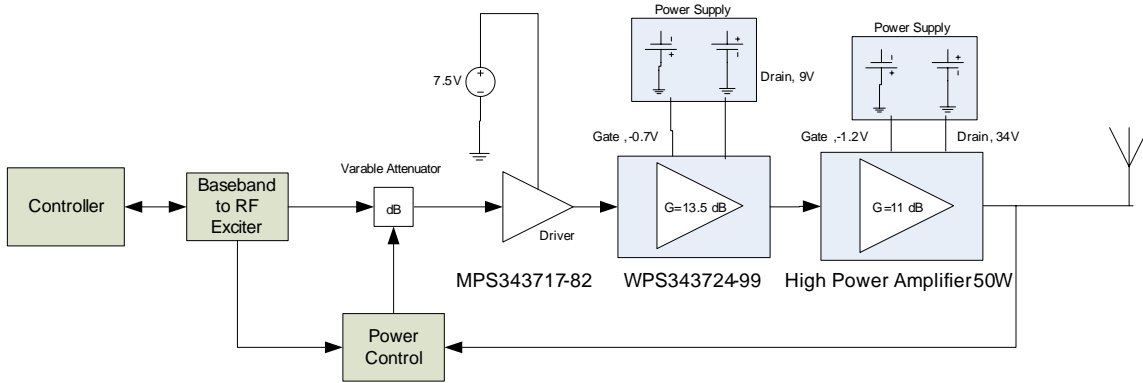 Power Supply
Power Supply
7.5V
Drain, 9V
Gate ,-0.7V
Gate ,-1.2V
Drain, 34V
Varable Attenuator
Controller
Baseband
to RF
Exciter
dB
G=13.5 dB
G=11 dB
Driver
MPS343717-82
WPS343724-99
High Power Amplifier 50W
Power
Control